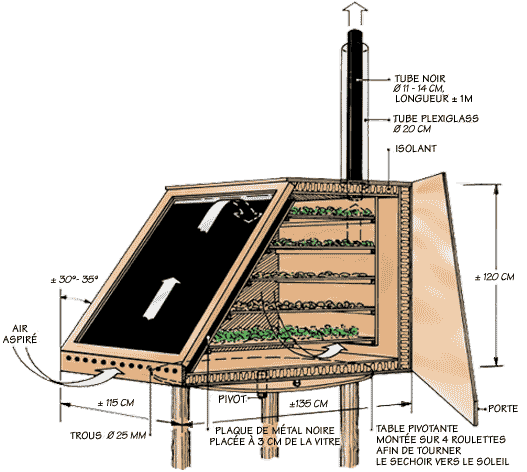 TUBE NOIR
Ø 11 - 14 CM,
LONGUEUR ± 1M
TUBE PLEXIGLASS
Ø 20 CM
ISOLANT
± 30°- 35°
± 120 CM
AIR
ASPIRÉ
± 115 CM
PIVOT
±135 CM
PORTE
TROUS Ø 25 MM
PLAQUE DE MÉTAL NOIRE
PLACÉE À 3 CM DE LA VITRE
TABLE PIVOTANTE
MONTÉE SUR 4 ROULETTES
AFIN DE TOURNER
LE SECHOIR VERS LE SOLEIL